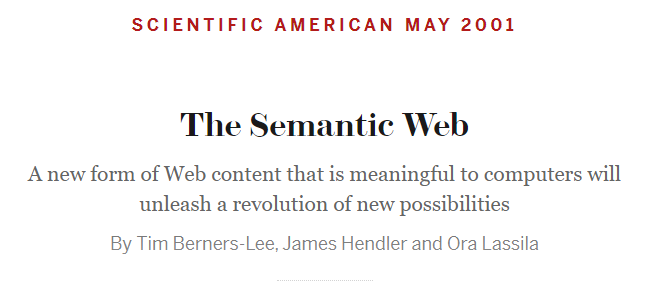 SCIENTIFIC AMERICAN MAY 2001
The Semantic Web
A new form of Web content that is meaningful to computers will
unleash a revolution of new possibilities
By Tim Berners-Lee, James Hendler and Ora Lassila